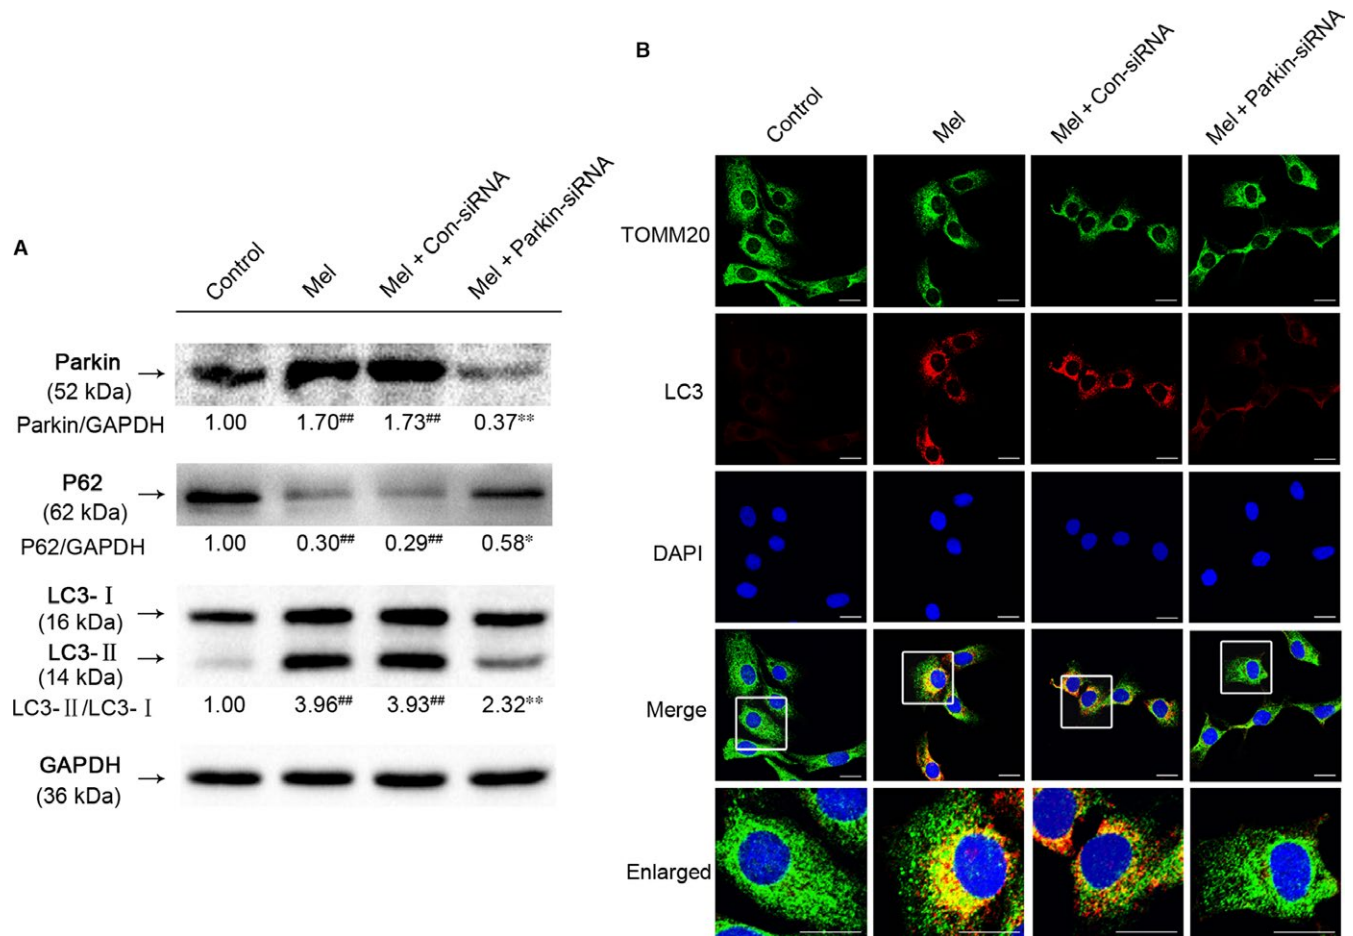 A
Control
Mel
Mel + Con-siRNA
Mel + Parkin-siRNA
Parkin →
(52 kDa)
Parkin/GAPDH 1.00 1.70## 1.73## 0.37**
P62 →
(62 kDa)
P62/GAPDH 1.00 0.30## 0.29## 0.58*
LC3-Ⅰ →
(16 kDa)
LC3-Ⅱ →
(14 kDa)
LC3-Ⅱ/LC3-Ⅰ 1.00 3.96## 3.93## 2.32**
GAPDH →
(36 kDa)
B
Control
Mel
Mel + Con-siRNA
Mel + Parkin-siRNA
TOMM20
LC3
DAPI
Merge
Enlarged